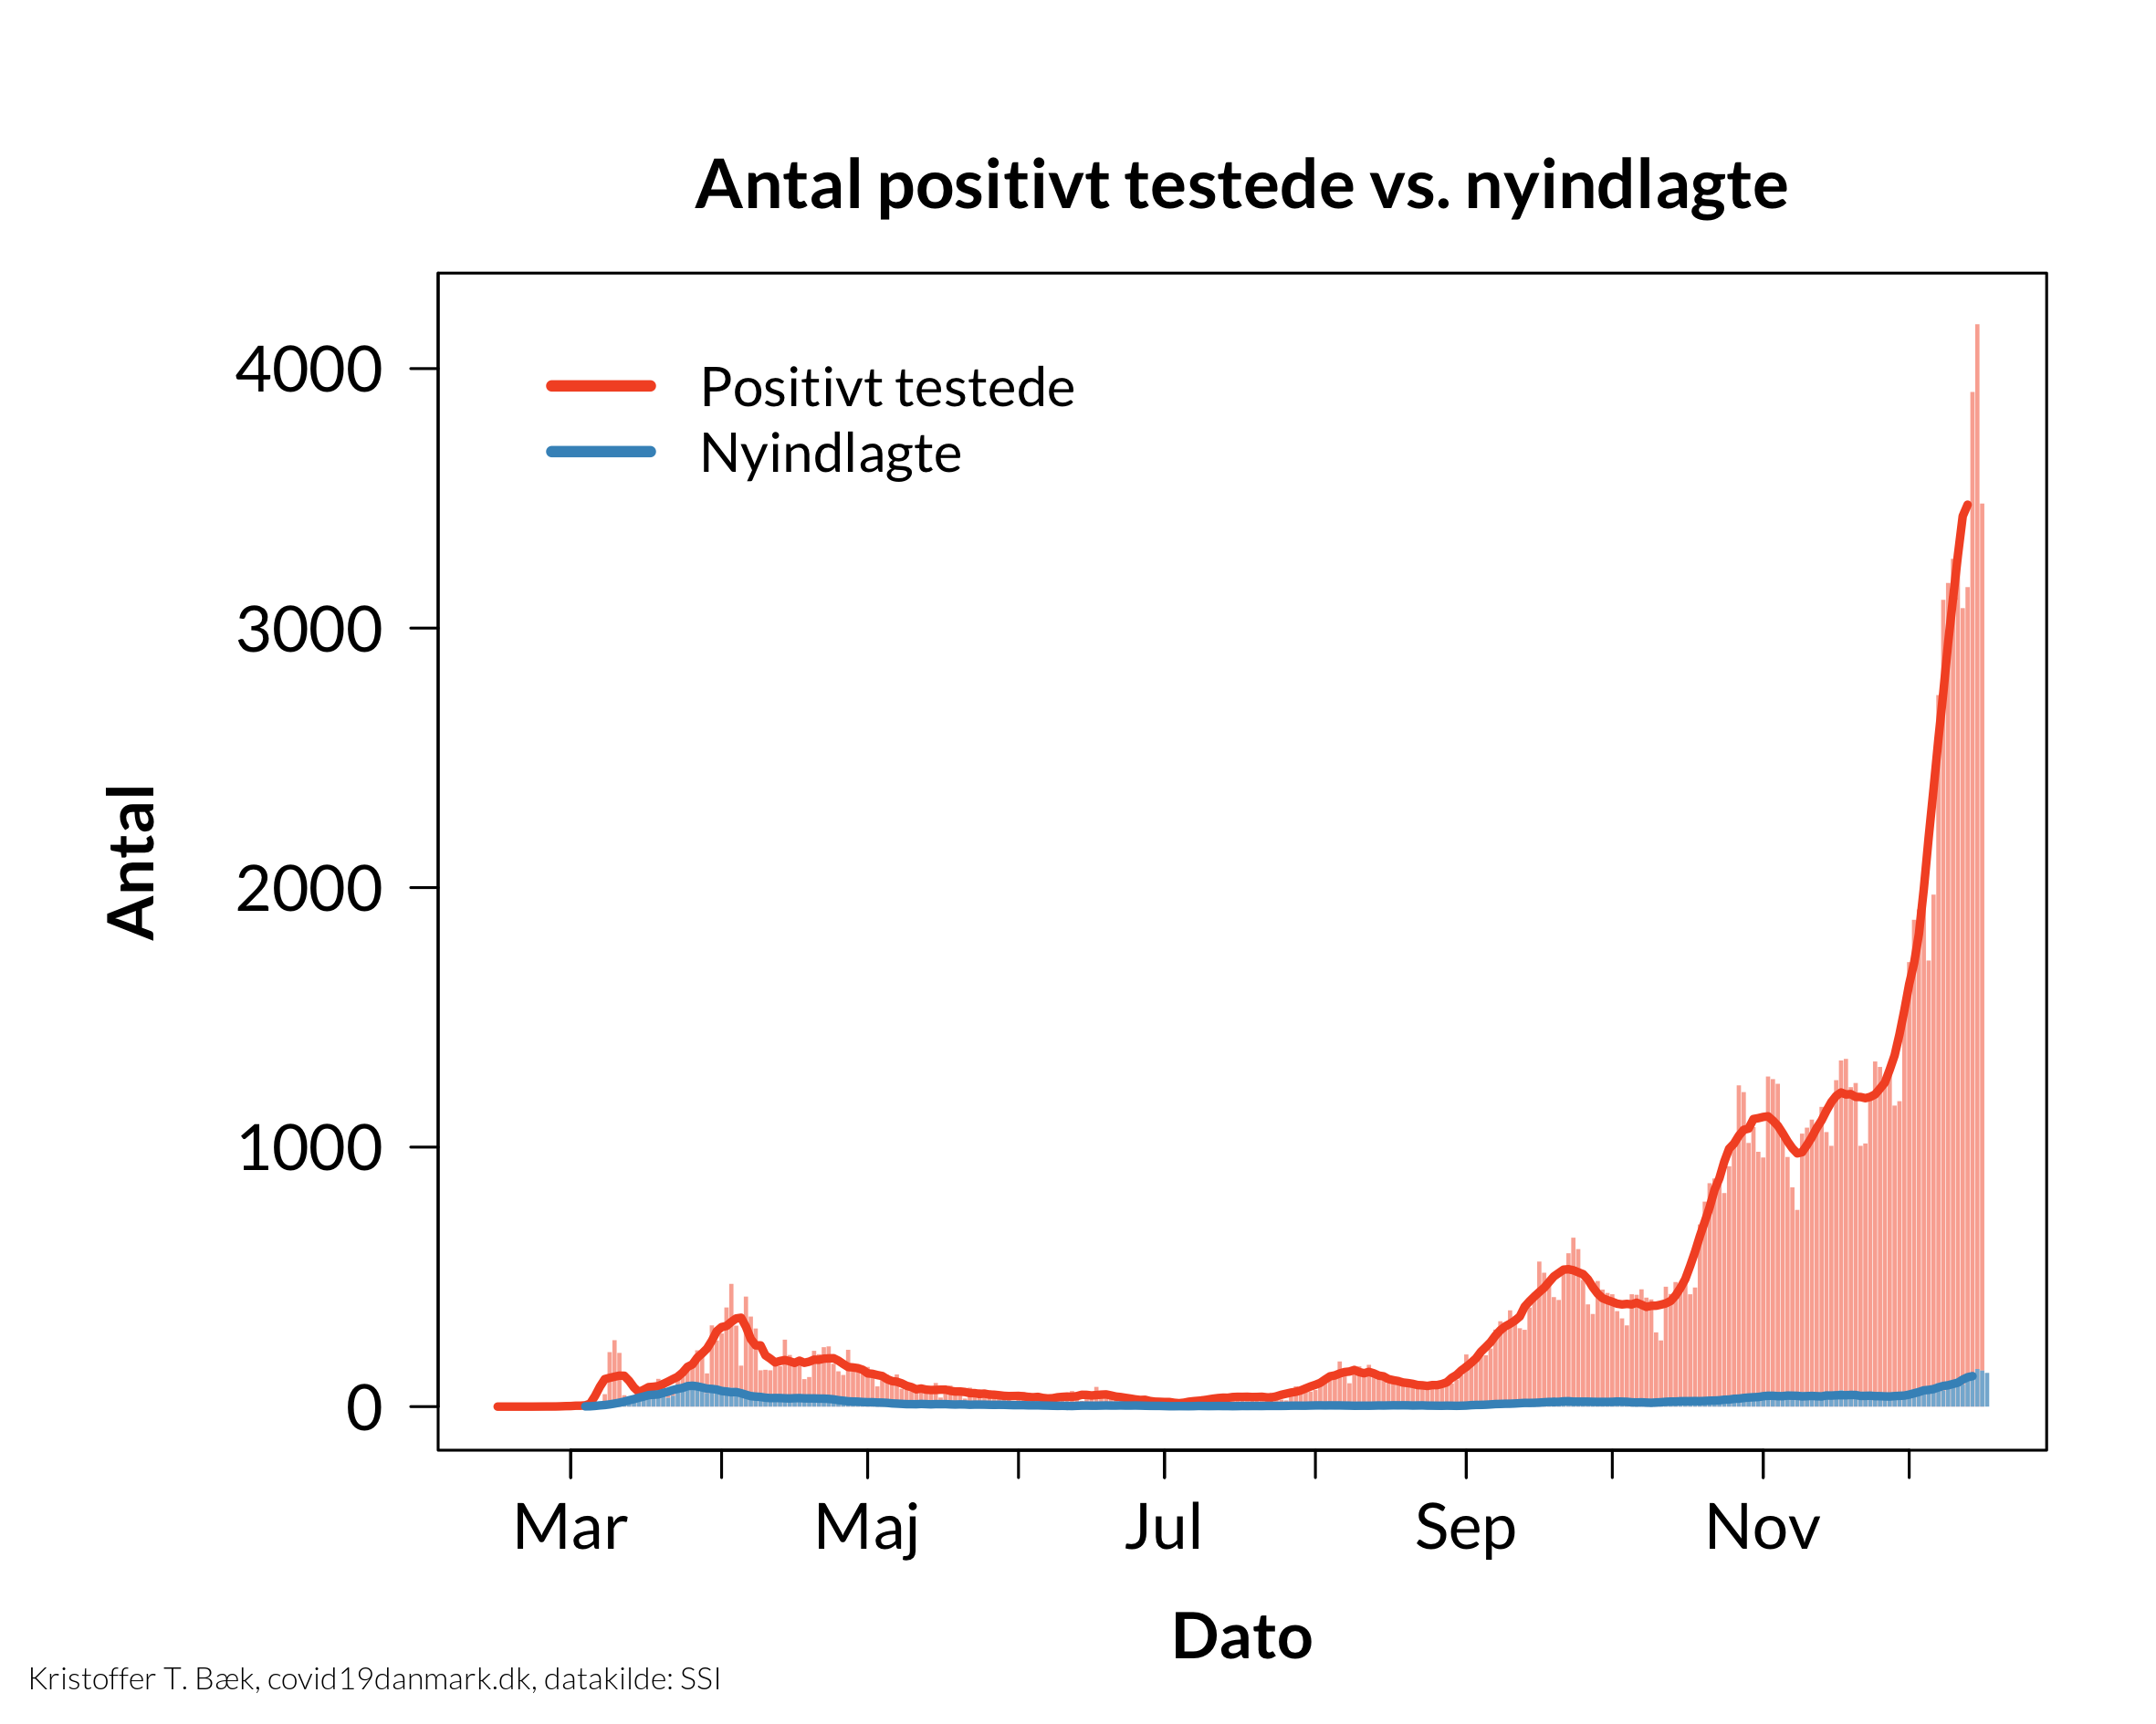 Antal positivt testede vs. nyindlagte
Positivt testede
Nyindlagte
4000
3000
2000
1000
0
Antal
Mar Maj Jul Sep Nov
Dato
Kristoffer T. Bæk, covid19danmark.dk, datakilde: SSI